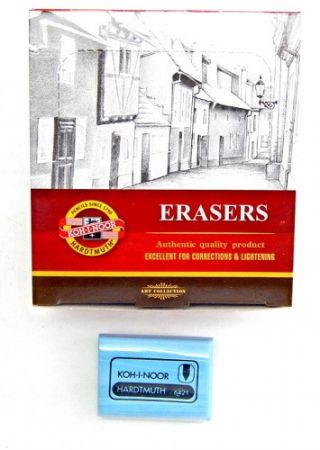 PENCILS SINCE 1790
KOH-I-NOOR
HARDTMUTH
ERASERS
Authentic quality product
EXCELLENT FOR CORRECTIONS & LIGHTENING
ART COLLECTION
KOH-I-NOOR
HARDTMUTH 6421